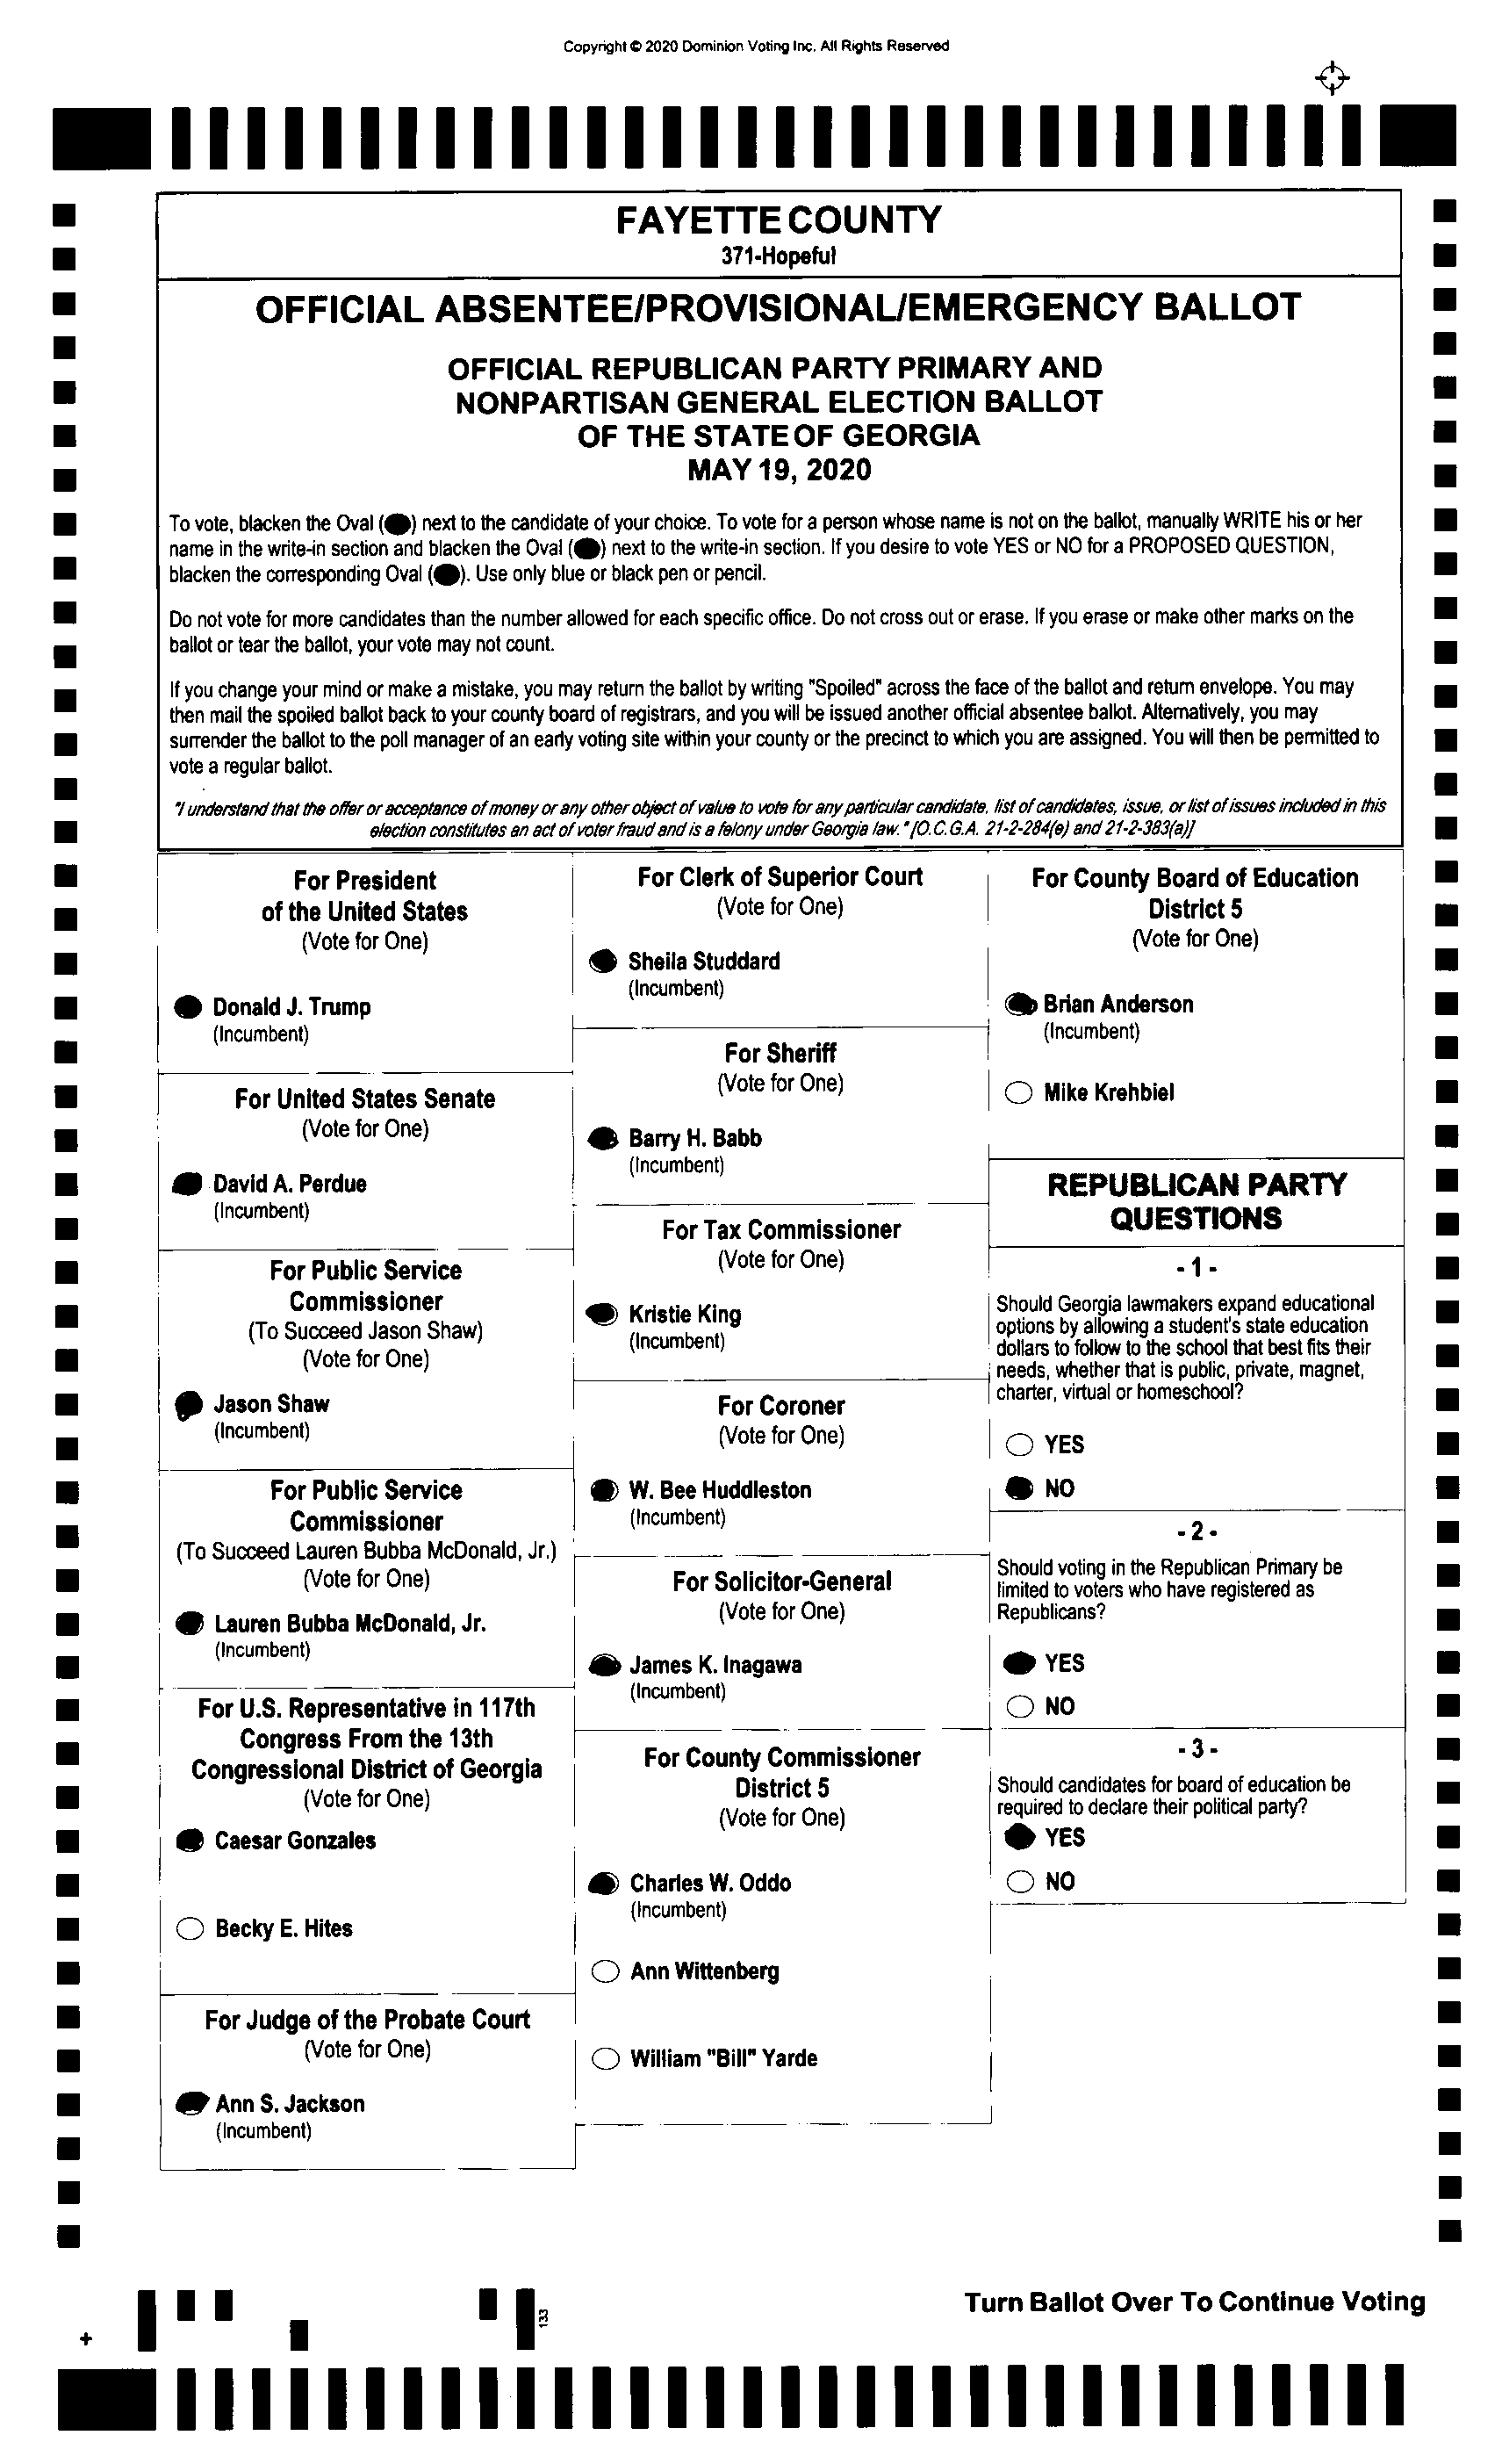 Copyright © 2020 Dominion Voting Inc. All Rights Reserved
FAYETTE COUNTY
371-Hopeful
OFFICIAL ABSENTEE/PROVISIONAL/EMERGENCY BALLOT
OFFICIAL REPUBLICAN PARTY PRIMARY AND
NONPARTISAN GENERAL ELECTION BALLOT
OF THE STATE OF GEORGIA
MAY 19, 2020
To vote, blacken the Oval () next to the candidate of your choice. To vote for a person whose name is not on the ballot, manually WRITE his or her
name in the write-in section and blacken the Oval () next to the write-in section. If you desire to vote YES or NO for a PROPOSED QUESTION,
blacken the corresponding Oval (). Use only blue or black pen or pencil.
Do not vote for more candidates than the number allowed for each specific office. Do not cross out or erase. If you erase or make other marks on the
ballot or tear the ballot, your vote may not count.
If you change your mind or make a mistake, you may return the ballot by writing "Spoiled" across the face of the ballot and return envelope. You may
then mail the spoiled ballot back to your county board of registrars, and you will be issued another official absentee ballot. Alternatively, you may
surrender the ballot to the poll manager of an early voting site within your county or the precinct to which you are assigned. You will then be permitted to
vote a regular ballot.
"I understand that the offer or acceptance of money or any other object of value to vote for any particular candidate, list of candidates, issue, or list of issues included in this
election constitutes an act of voter fraud and is a felony under Georgia law." [O.C.G.A. 21-2-284(e) and 21-2-383(a)]
For President
of the United States
(Vote for One)
Donald J. Trump
(Incumbent)
For United States Senate
(Vote for One)
David A. Perdue
(Incumbent)
For Public Service
Commissioner
(To Succeed Jason Shaw)
(Vote for One)
Jason Shaw
(Incumbent)
For Public Service
Commissioner
(To Succeed Lauren Bubba McDonald, Jr.)
(Vote for One)
Lauren Bubba McDonald, Jr.
(Incumbent)
For U.S. Representative in 117th
Congress From the 13th
Congressional District of Georgia
(Vote for One)
Caesar Gonzales
Becky E. Hites
For Judge of the Probate Court
(Vote for One)
Ann S. Jackson
(Incumbent)
For Clerk of Superior Court
(Vote for One)
Sheila Studdard
(Incumbent)
For Sheriff
(Vote for One)
Barry H. Babb
(Incumbent)
For Tax Commissioner
(Vote for One)
Kristie King
(Incumbent)
For Coroner
(Vote for One)
W. Bee Huddleston
(Incumbent)
For Solicitor-General
(Vote for One)
James K. Inagawa
(Incumbent)
For County Commissioner
District 5
(Vote for One)
Charles W. Oddo
(Incumbent)
Ann Wittenberg
William "Bill" Yarde
For County Board of Education
District 5
(Vote for One)
Brian Anderson
(Incumbent)
Mike Krehbiel
REPUBLICAN PARTY
QUESTIONS
- 1 -
Should Georgia lawmakers expand educational
options by allowing a student's state education
dollars to follow to the school that best fits their
needs, whether that is public, private, magnet,
charter, virtual or homeschool?
YES
NO
- 2 -
Should voting in the Republican Primary be
limited to voters who have registered as
Republicans?
YES
NO
- 3 -
Should candidates for board of education be
required to declare their political party?
YES
NO
Turn Ballot Over To Continue Voting
133
+